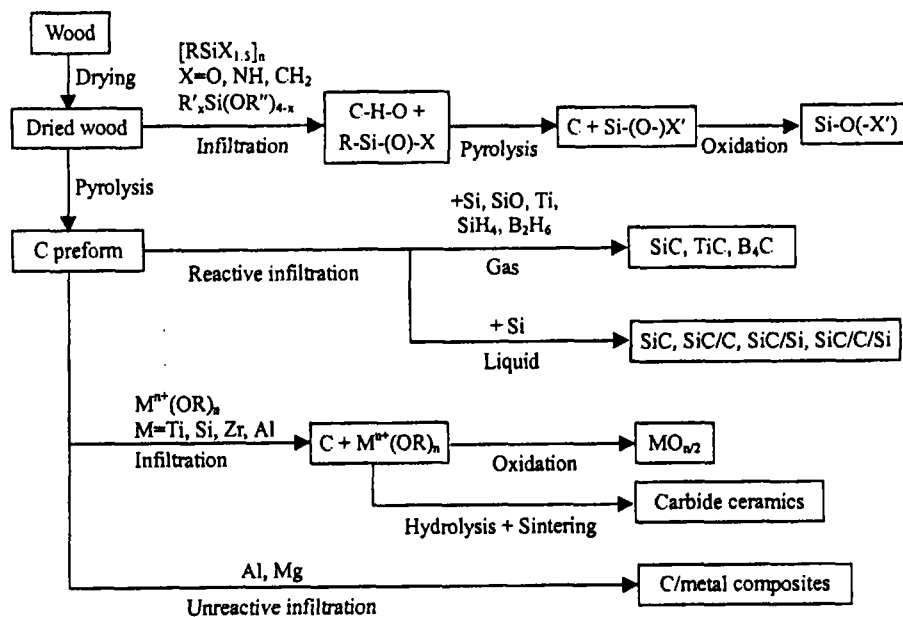 Wood
Drying
[RSiX₁.₅]ₙ
X=O, NH, CH₂
R'ₓSi(OR")₄₋ₓ
Dried wood
Infiltration
C-H-O +
R-Si-(O)-X
Pyrolysis
C + Si-(O-)X'
Oxidation
Si-O(-X')
Pyrolysis
C preform
Reactive infiltration
+Si, SiO, Ti,
SiH₄, B₂H₆
Gas
SiC, TiC, B₄C
+ Si
Liquid
SiC, SiC/C, SiC/Si, SiC/C/Si
Mⁿ⁺(OR)ₙ
M=Ti, Si, Zr, Al
Infiltration
C + Mⁿ⁺(OR)ₙ
Oxidation
MOₙ/₂
Hydrolysis + Sintering
Carbide ceramics
Al, Mg
Unreactive infiltration
C/metal composites